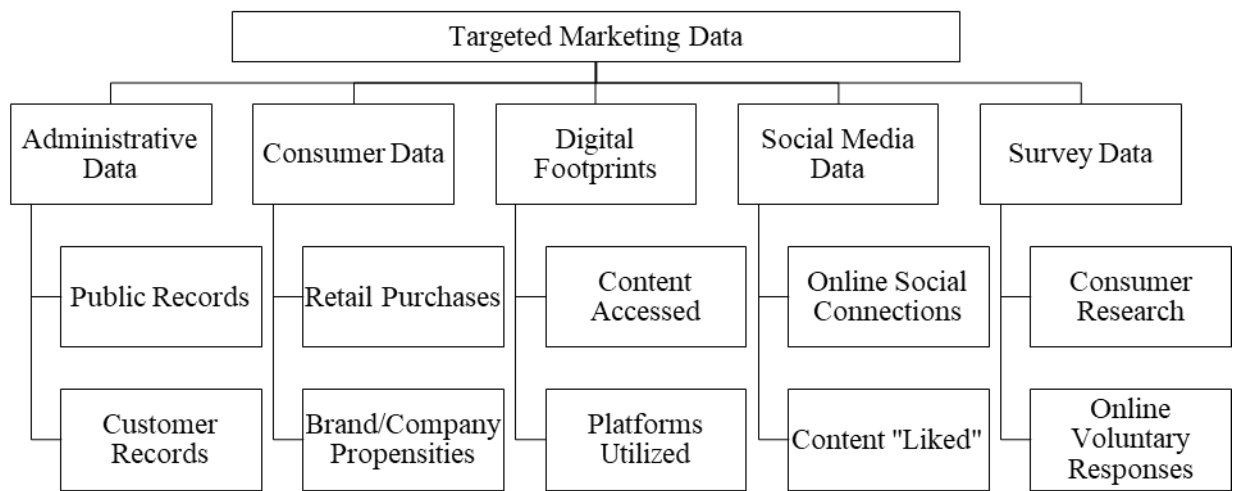 Targeted Marketing Data
Administrative
Data
Consumer Data
Digital
Footprints
Social Media
Data
Survey Data
Public Records
Retail Purchases
Content
Accessed
Online Social
Connections
Consumer
Research
Customer
Records
Brand/Company
Propensities
Platforms
Utilized
Content "Liked"
Online
Voluntary
Responses